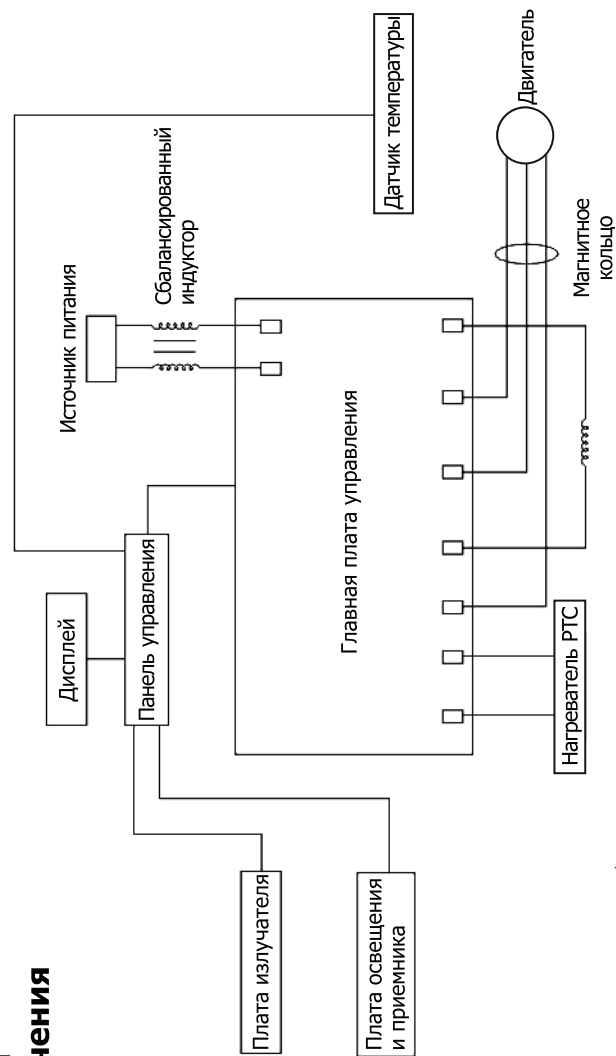 нения
Дисплей
Источник питания
Панель управления
Сбалансированный
индуктор
Плата излучателя
Главная плата управления
Плата освещения
и приемника
Датчик температуры
Двигатель
Нагреватель РТС
Магнитное
кольцо